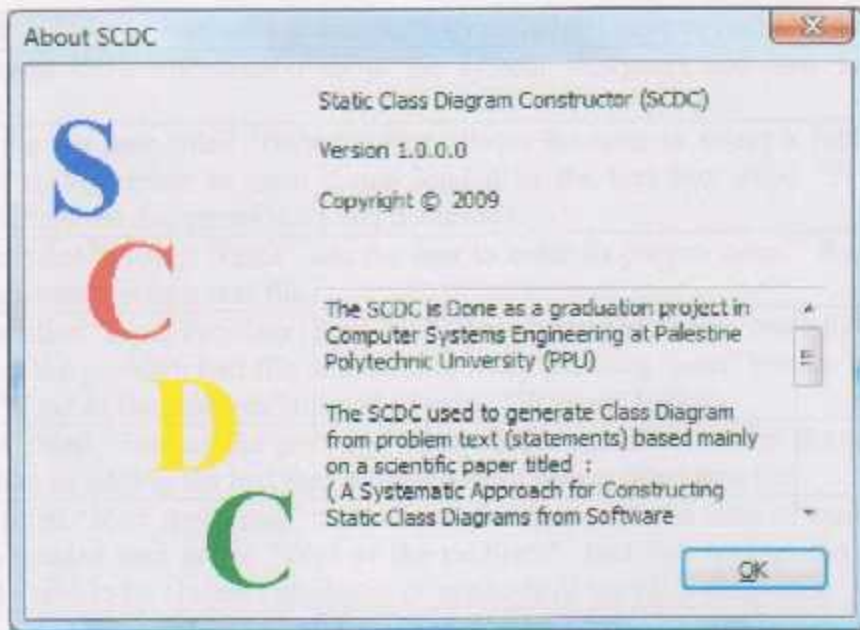 About SCDC
S
C
D
C
Static Class Diagram Constructor (SCDC)
Version 1.0.0.0
Copyright © 2009
The SCDC is Done as a graduation project in
Computer Systems Engineering at Palestine
Polytechnic University (PPU)
The SCDC used to generate Class Diagram
from problem text (statements) based mainly
on a scientific paper titled :
( A Systematic Approach for Constructing
Static Class Diagrams from Software
OK